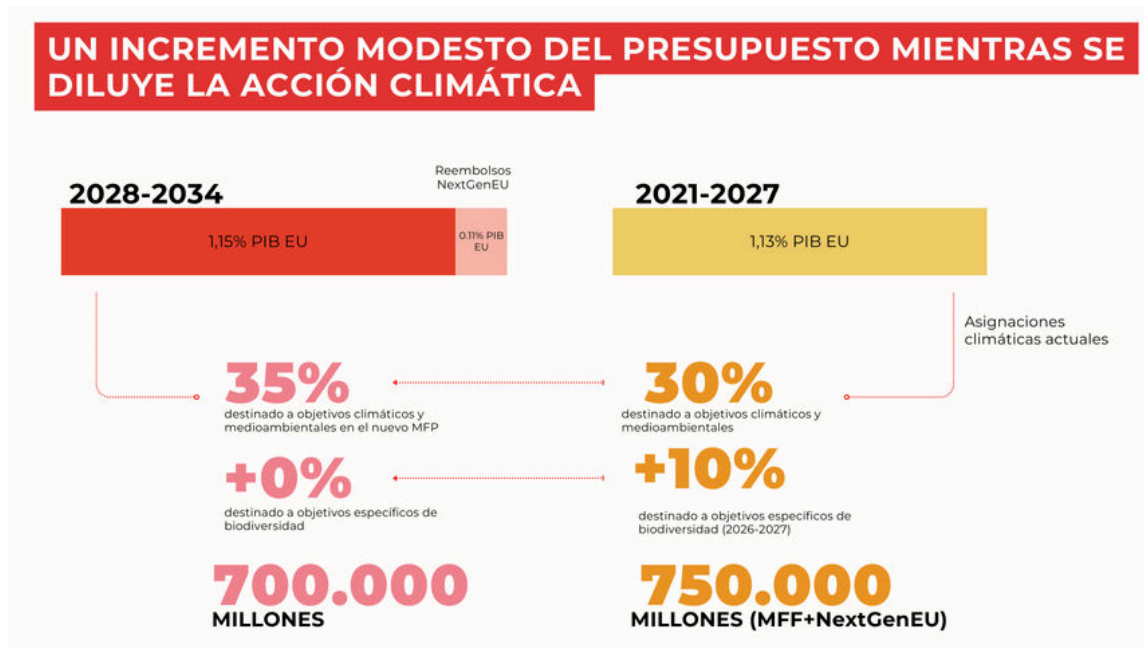 UN INCREMENTO MODESTO DEL PRESUPUESTO MIENTRAS SE
DILUYE LA ACCIÓN CLIMÁTICA
2028-2034
Reembolsos
NextGenEU
1,15% PIB EU
0.11% PIB
EU
2021-2027
1,13% PIB EU
Asignaciones
climáticas actuales
35%
destinado a objetivos climáticos y
medioambientales en el nuevo MFP
30%
destinado a objetivos climáticos y
medioambientales
+0%
destinado a objetivos específicos de
biodiversidad
+10%
destinado a objetivos específicos de
biodiversidad (2026-2027)
700.000
MILLONES
750.000
MILLONES (MFF+NextGenEU)